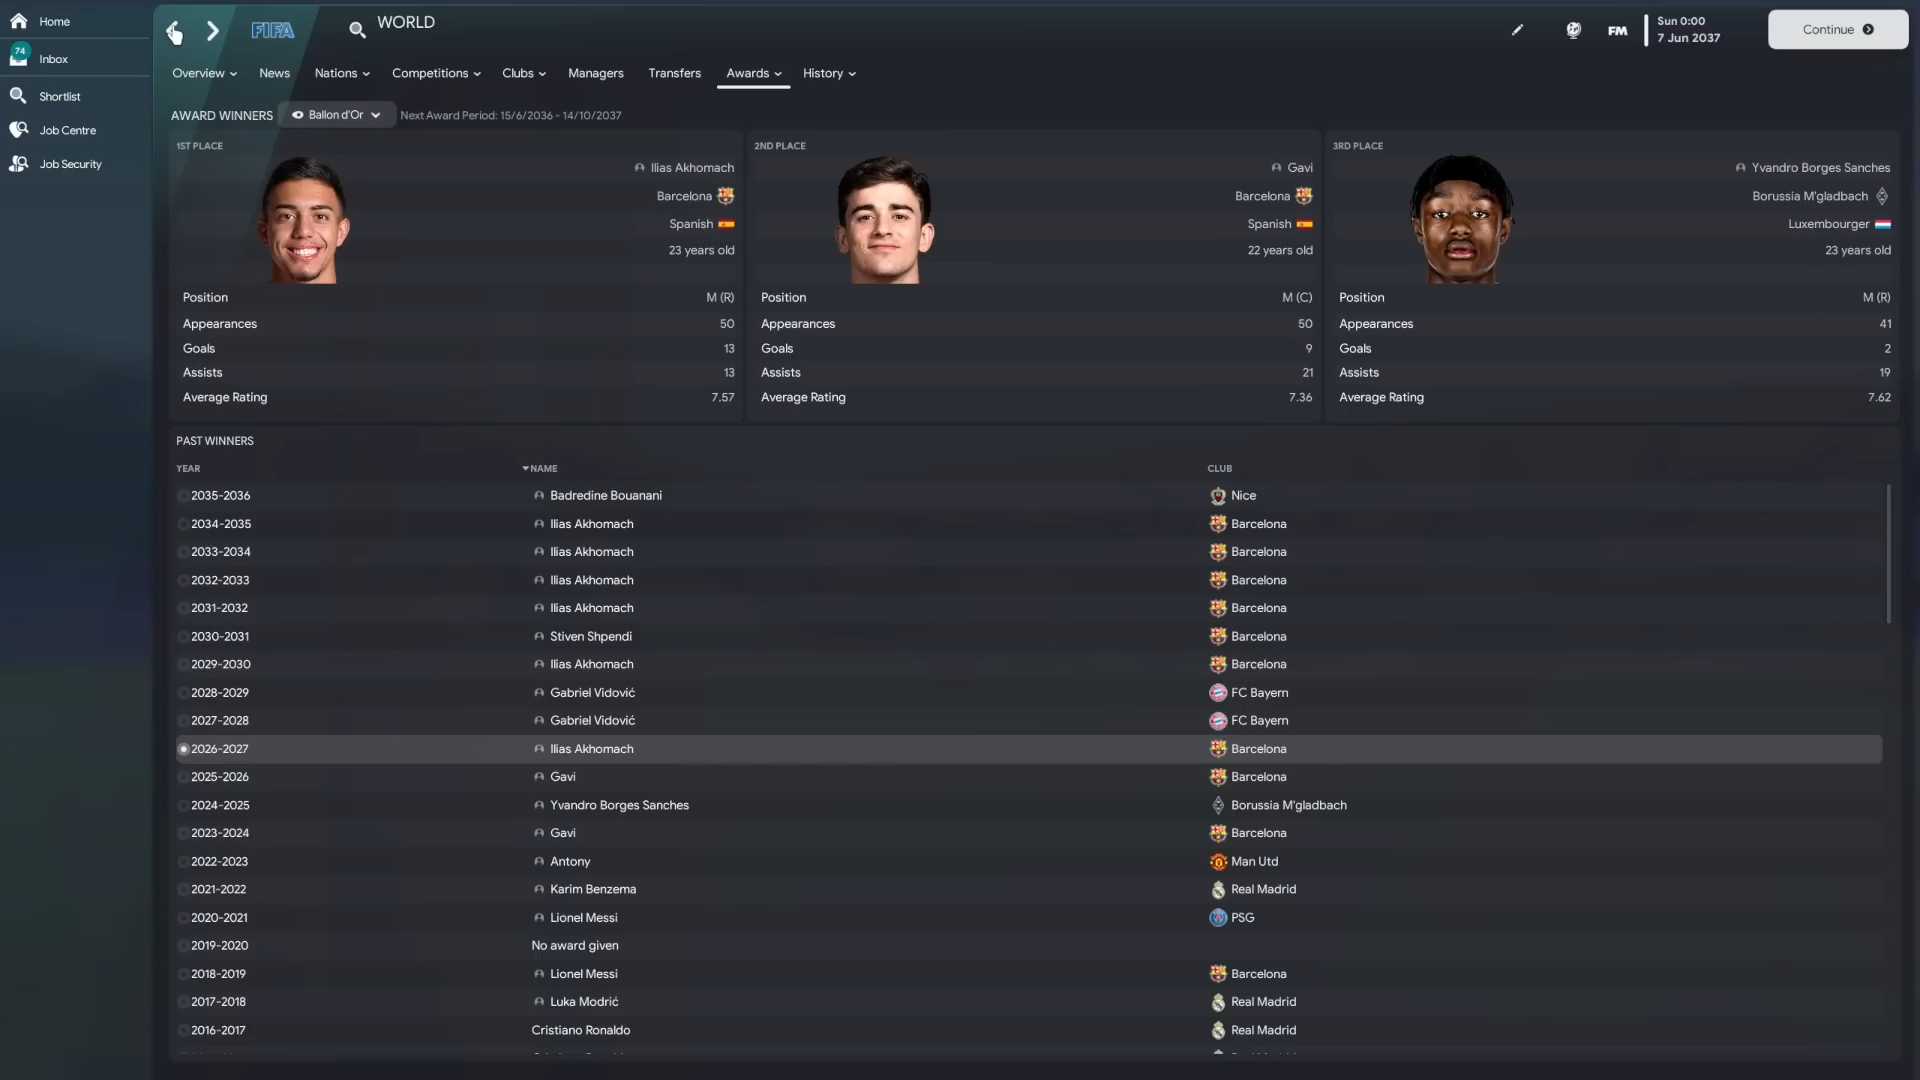 Home
WORLD
FIFA
Sun 0:00
7 Jun 2037
FM
Continue
74
Inbox
Shortlist
Job Centre
Job Security
Overview News Nations Competitions Clubs Managers Transfers Awards History
AWARD WINNERS Ballon d'Or Next Award Period: 15/6/2036 - 14/10/2037
1ST PLACE
Ilias Akhomach
Barcelona
Spanish
23 years old
Position M (R)
Appearances 50
Goals 13
Assists 13
Average Rating 7.57
2ND PLACE
Gavi
Barcelona
Spanish
22 years old
Position M (C)
Appearances 50
Goals 9
Assists 21
Average Rating 7.36
3RD PLACE
Yvandro Borges Sanches
Borussia M'gladbach
Luxembourger
23 years old
Position M (R)
Appearances 41
Goals 2
Assists 19
Average Rating 7.62
PAST WINNERS
YEAR NAME CLUB
2035-2036 Badredine Bouanani Nice
2034-2035 Ilias Akhomach Barcelona
2033-2034 Ilias Akhomach Barcelona
2032-2033 Ilias Akhomach Barcelona
2031-2032 Ilias Akhomach Barcelona
2030-2031 Stiven Shpendi Barcelona
2029-2030 Ilias Akhomach Barcelona
2028-2029 Gabriel Vidović FC Bayern
2027-2028 Gabriel Vidović FC Bayern
2026-2027 Ilias Akhomach Barcelona
2025-2026 Gavi Barcelona
2024-2025 Yvandro Borges Sanches Borussia M'gladbach
2023-2024 Gavi Barcelona
2022-2023 Antony Man Utd
2021-2022 Karim Benzema Real Madrid
2020-2021 Lionel Messi PSG
2019-2020 No award given
2018-2019 Lionel Messi Barcelona
2017-2018 Luka Modrić Real Madrid
2016-2017 Cristiano Ronaldo Real Madrid